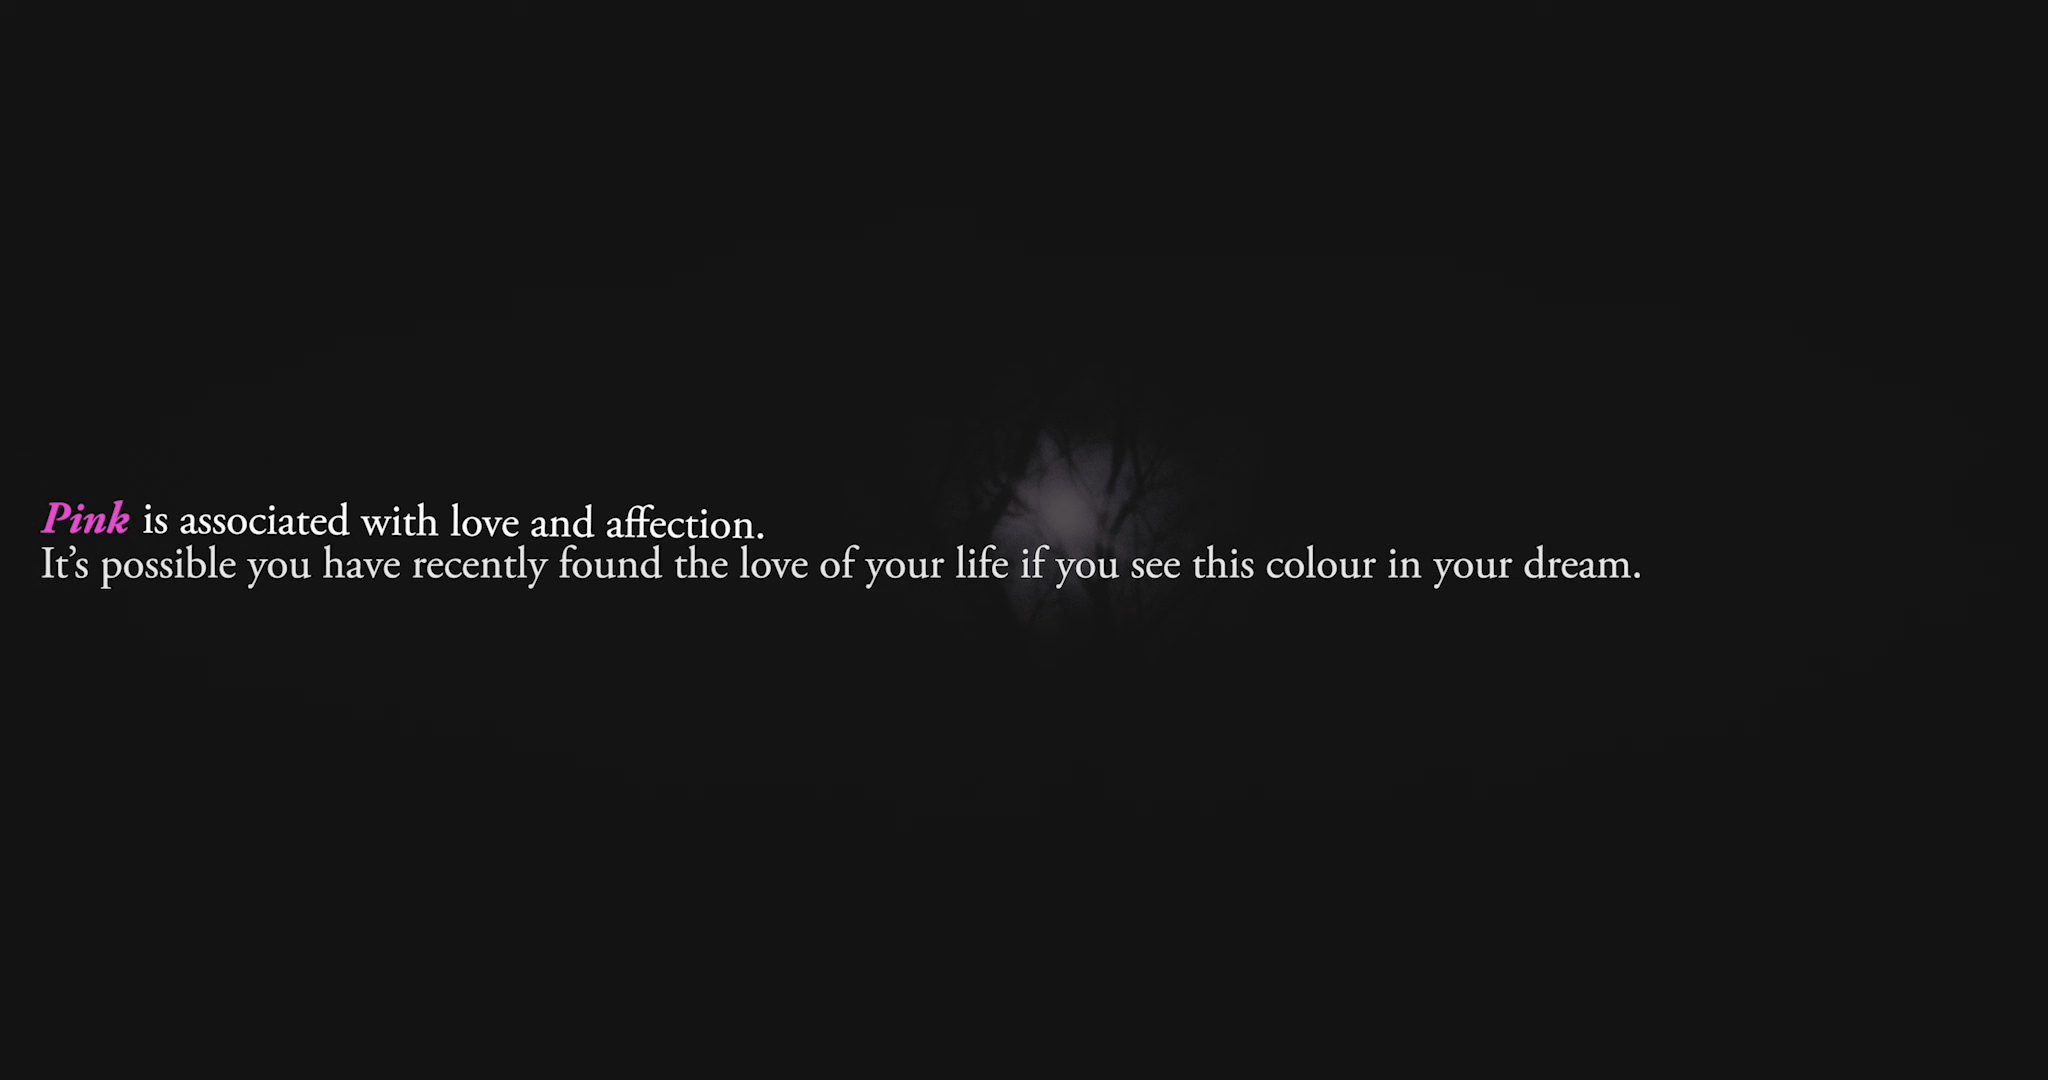 Pink is associated with love and affection.
It’s possible you have recently found the love of your life if you see this colour in your dream.